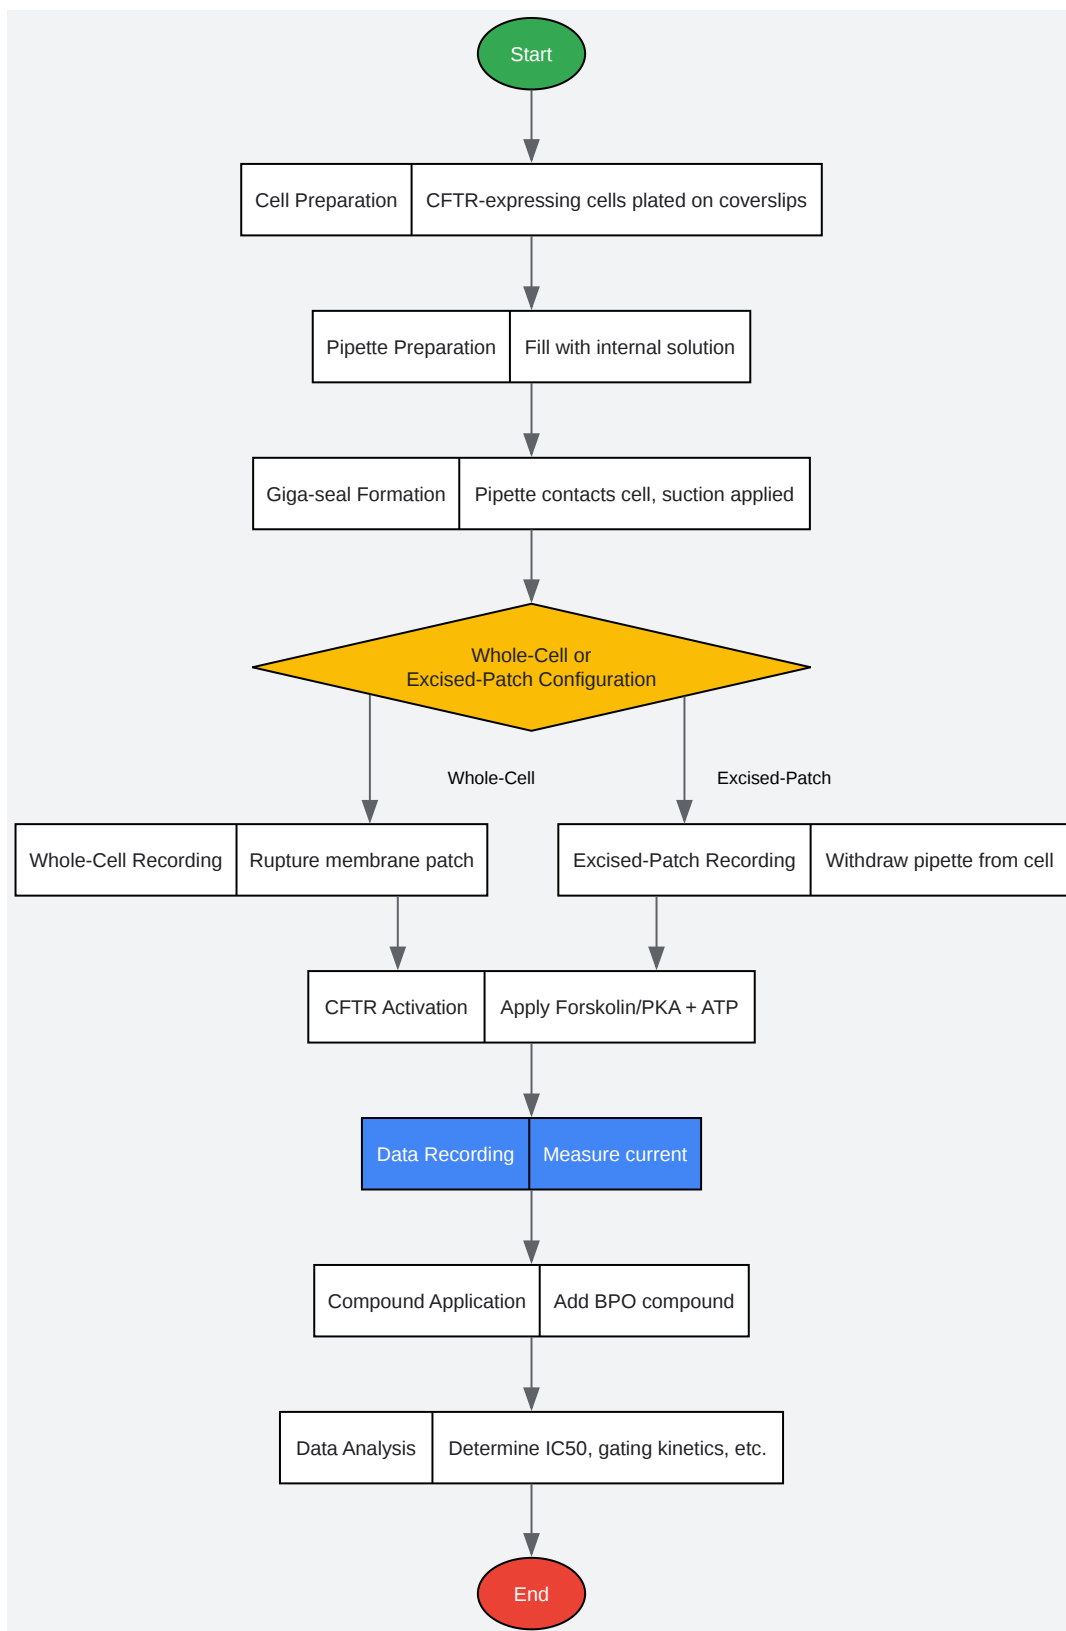 Start
Cell Preparation
CFTR-expressing cells plated on coverslips
Pipette Preparation
Fill with internal solution
Giga-seal Formation
Pipette contacts cell, suction applied
Whole-Cell or
Excised-Patch Configuration
Whole-Cell
Excised-Patch
Whole-Cell Recording
Rupture membrane patch
Excised-Patch Recording
Withdraw pipette from cell
CFTR Activation
Apply Forskolin/PKA + ATP
Data Recording
Measure current
Compound Application
Add BPO compound
Data Analysis
Determine IC50, gating kinetics, etc.
End